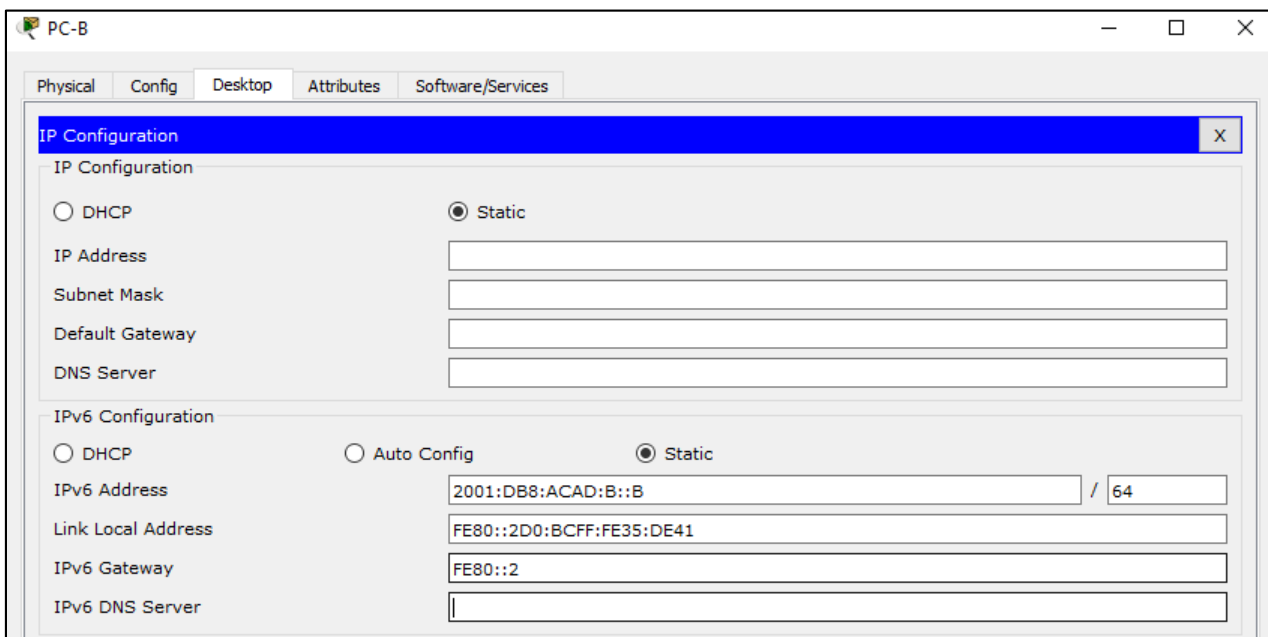 PC-B
Physical Config Desktop Attributes Software/Services
IP Configuration X
IP Configuration
DHCP Static
IP Address
Subnet Mask
Default Gateway
DNS Server
IPv6 Configuration
DHCP Auto Config Static
IPv6 Address 2001:DB8:ACAD:B::B / 64
Link Local Address FE80::2D0:BCFF:FE35:DE41
IPv6 Gateway FE80::2
IPv6 DNS Server